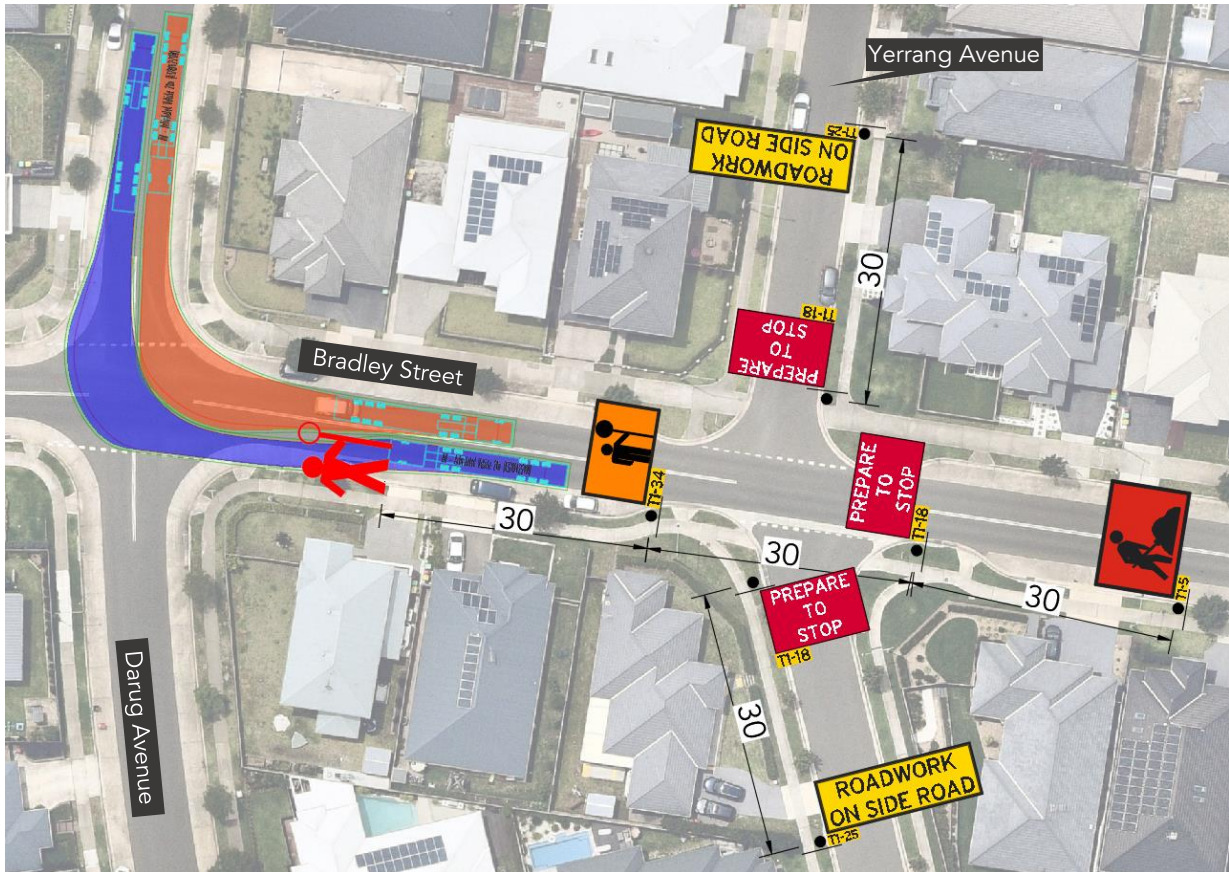 Yerrang Avenue
T1-25
ROADWORK
ON SIDE ROAD
30
T1-18
PREPARE
TO
STOP
Bradley Street
T1-34
PREPARE
TO
STOP
T1-18
30
30
30
T1-5
PREPARE
TO
STOP
T1-18
30
Darug Avenue
ROADWORK
ON SIDE ROAD
T1-25